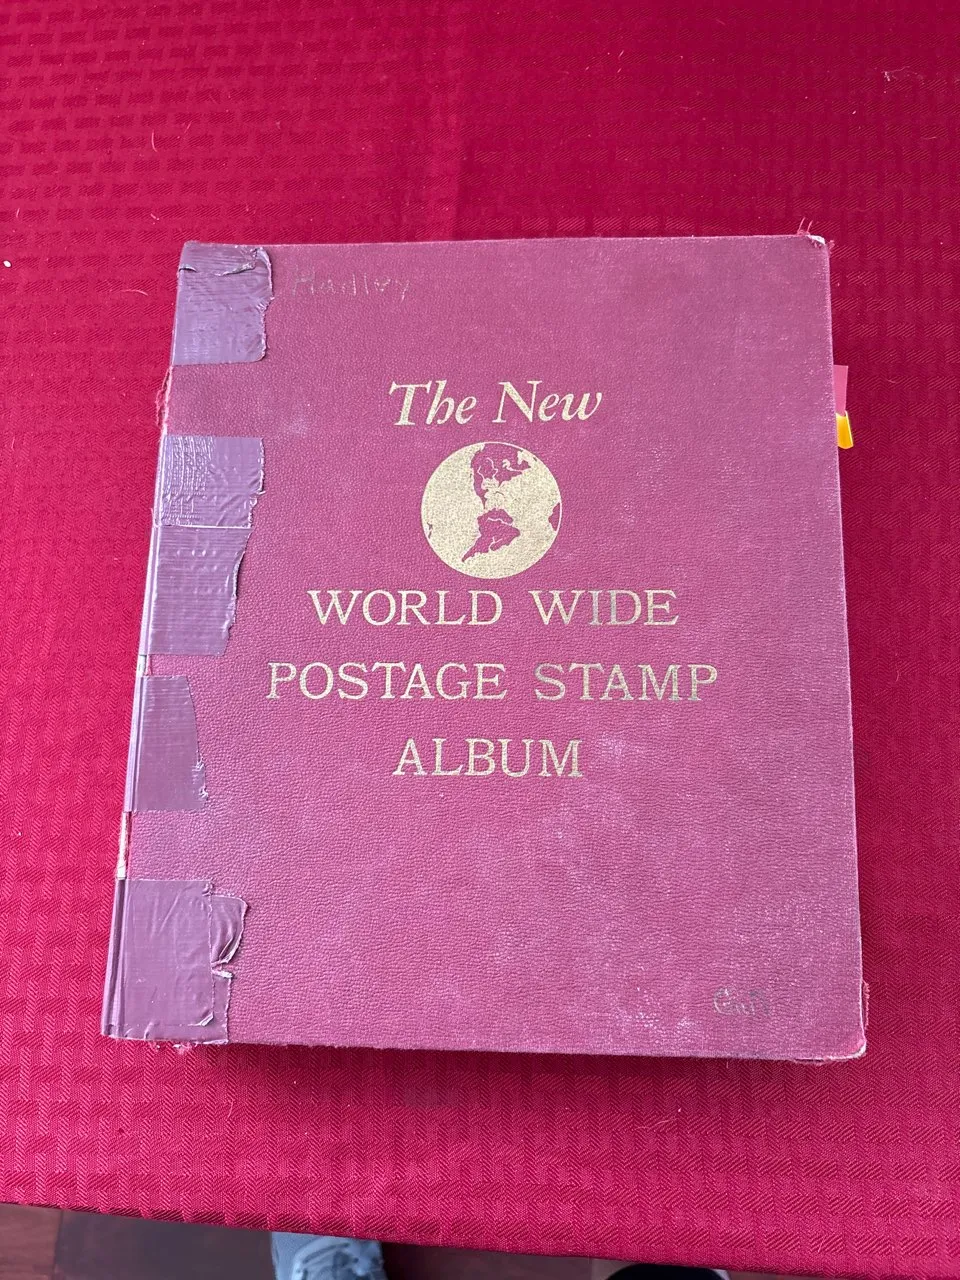 Hadley
The New
WORLD WIDE
POSTAGE STAMP
ALBUM